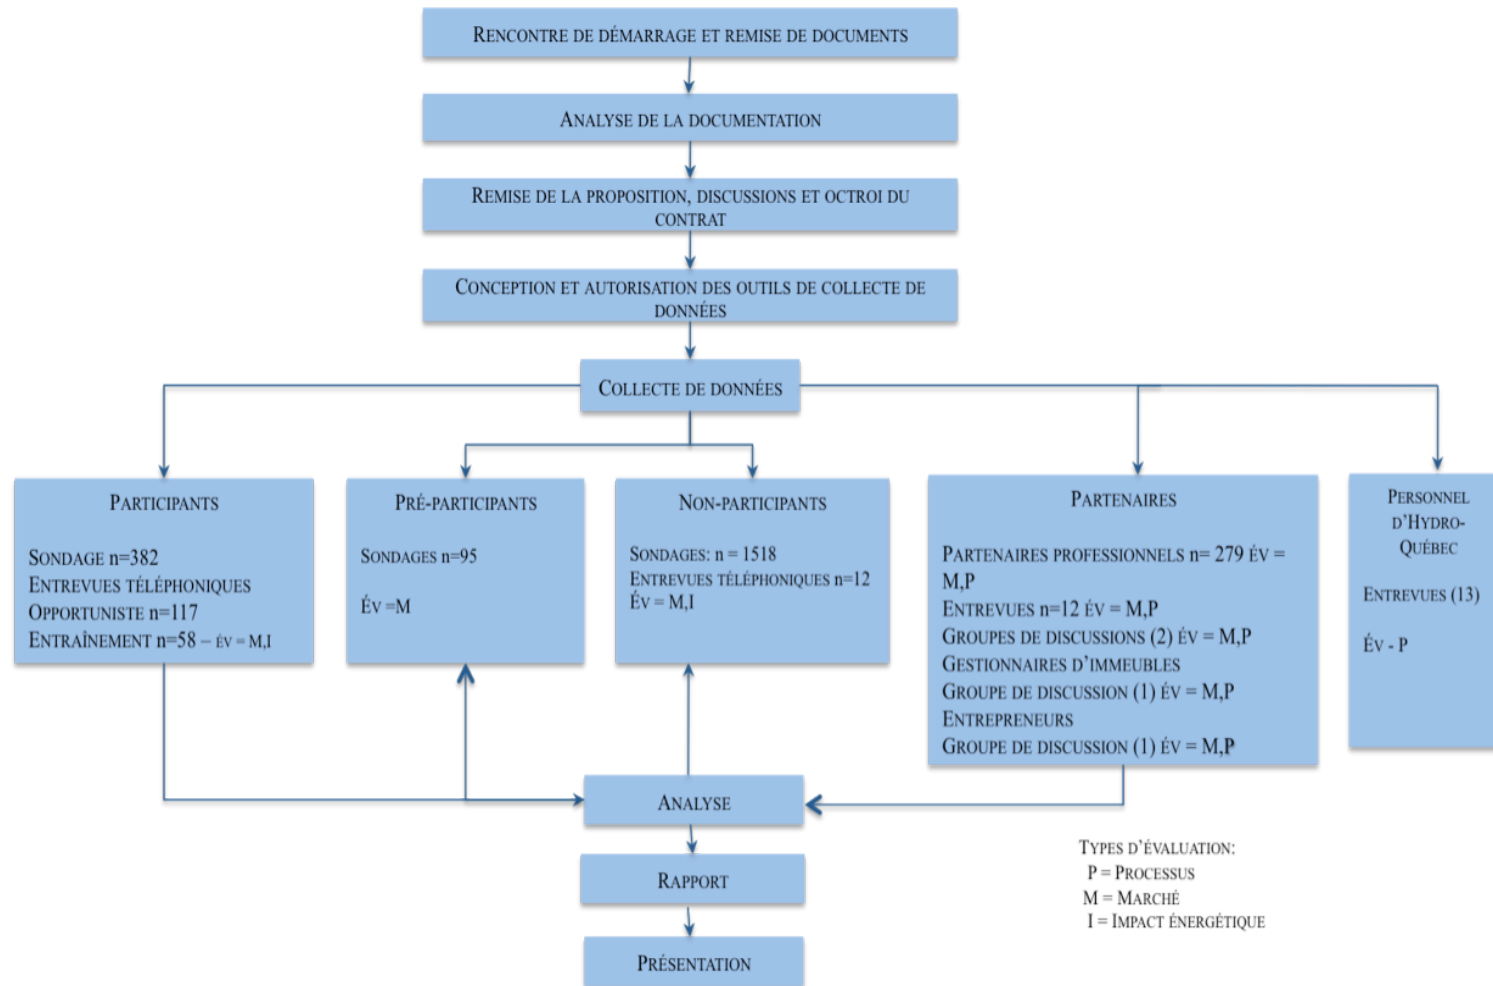 RENCONTRE DE DÉMARRAGE ET REMISE DE DOCUMENTS
ANALYSE DE LA DOCUMENTATION
REMISE DE LA PROPOSITION, DISCUSSIONS ET OCTROI DU
CONTRAT
CONCEPTION ET AUTORISATION DES OUTILS DE COLLECTE DE
DONNÉES
COLLECTE DE DONNÉES
PARTICIPANTS
SONDAGE N=382
ENTREVUES TÉLÉPHONIQUES
OPPORTUNISTE N=117
ENTRAÎNEMENT N=58 – ÉV = M,I
PRÉ-PARTICIPANTS
SONDAGES N=95
ÉV =M
NON-PARTICIPANTS
SONDAGES: N = 1518
ENTREVUES TÉLÉPHONIQUES N=12
ÉV = M,I
PARTENAIRES
PARTENAIRES PROFESSIONNELS N= 279 ÉV =
M,P
ENTREVUES N=12 ÉV = M,P
GROUPES DE DISCUSSIONS (2) ÉV = M,P
GESTIONNAIRES D'IMMEUBLES
GROUPE DE DISCUSSION (1) ÉV = M,P
ENTREPRENEURS
GROUPE DE DISCUSSION (1) ÉV = M,P
PERSONNEL
D'HYDRO-
QUÉBEC
ENTREVUES (13)
ÉV - P
ANALYSE
RAPPORT
PRÉSENTATION
TYPES D'ÉVALUATION:
P = PROCESSUS
M = MARCHÉ
I = IMPACT ÉNERGÉTIQUE